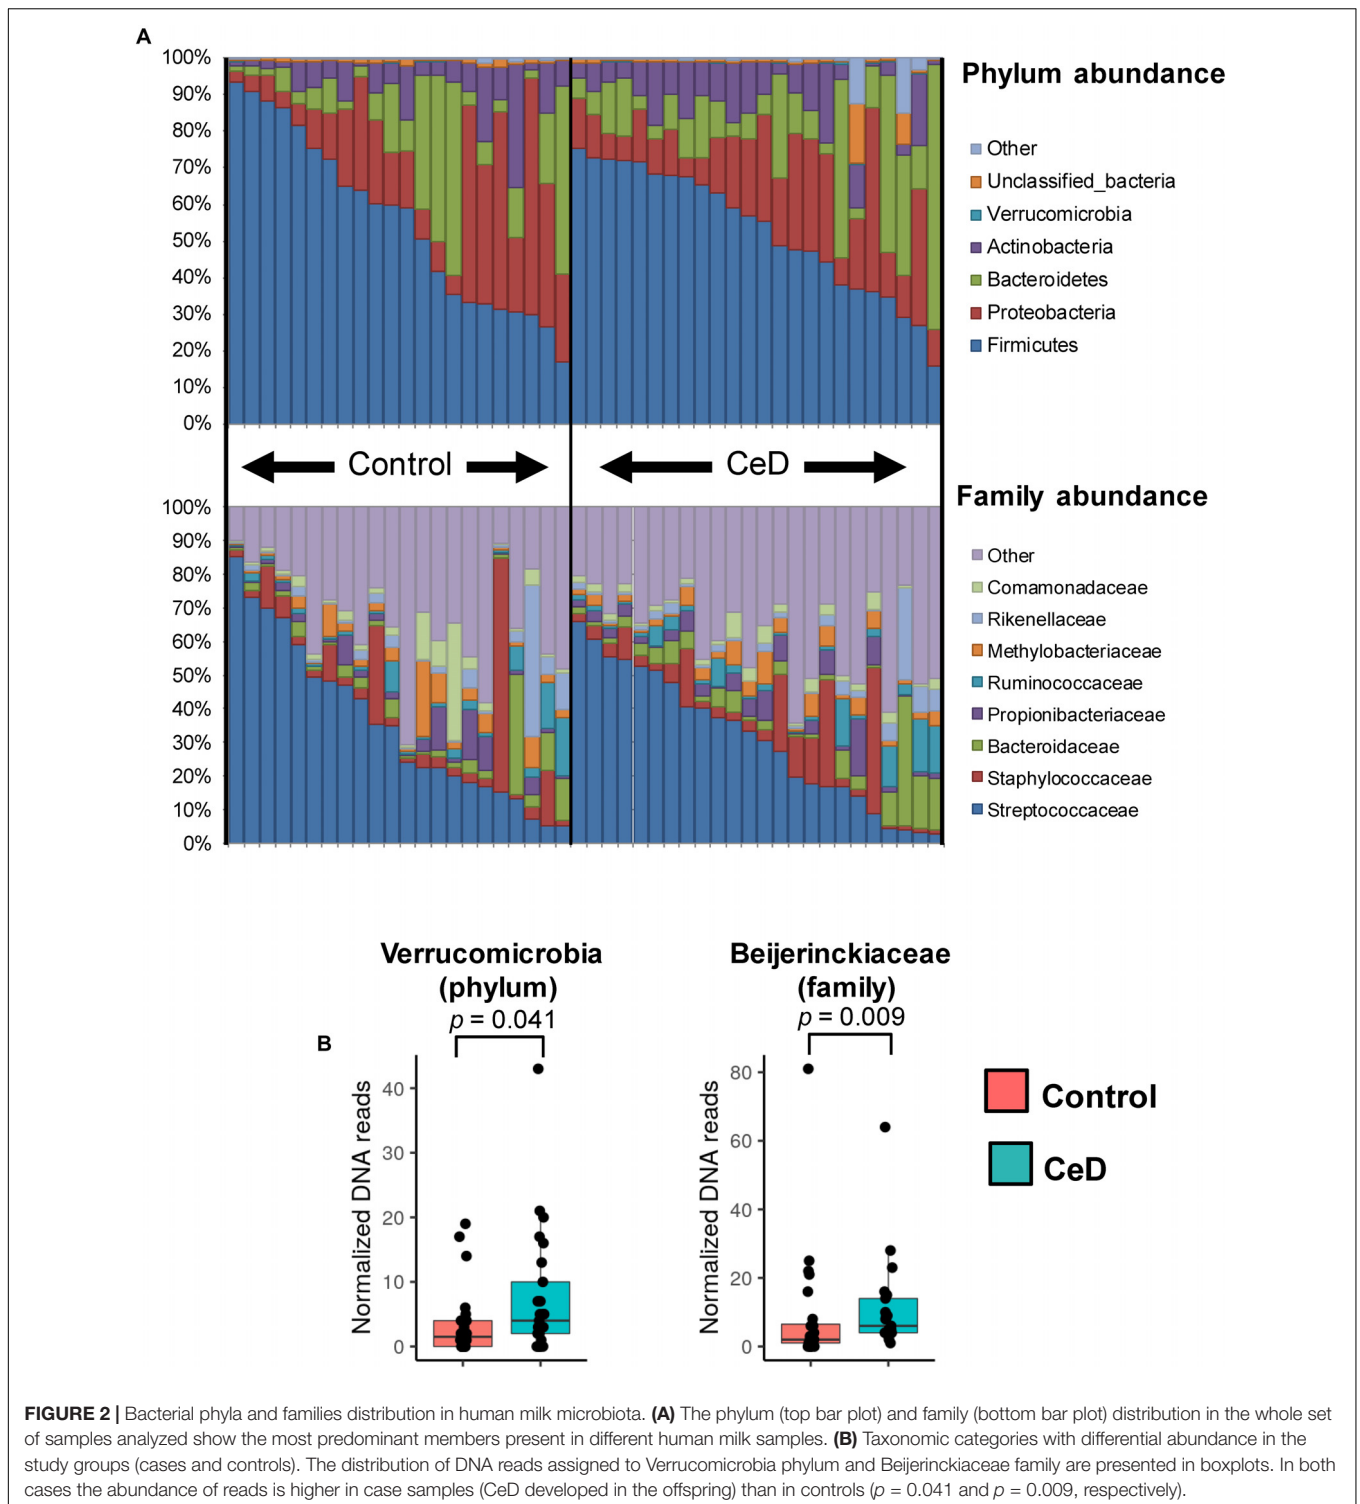 A
Phylum abundance
100%
90%
80%
70%
60%
50%
40%
30%
20%
10%
0%
Other
Unclassified_bacteria
Verrucomicrobia
Actinobacteria
Bacteroidetes
Proteobacteria
Firmicutes
Control
CeD
Family abundance
100%
90%
80%
70%
60%
50%
40%
30%
20%
10%
0%
Other
Comamonadaceae
Rikenellaceae
Methylobacteriaceae
Ruminococcaceae
Propionibacteriaceae
Bacteroidaceae
Staphylococcaceae
Streptococcaceae
B
Verrucomicrobia
(phylum)
p = 0.041
Normalized DNA reads
40
30
20
10
0
Beijerinckiaceae
(family)
p = 0.009
Normalized DNA reads
80
60
40
20
0
Control
CeD
FIGURE 2 | Bacterial phyla and families distribution in human milk microbiota. (A) The phylum (top bar plot) and family (bottom bar plot) distribution in the whole set
of samples analyzed show the most predominant members present in different human milk samples. (B) Taxonomic categories with differential abundance in the
study groups (cases and controls). The distribution of DNA reads assigned to Verrucomicrobia phylum and Beijerinckiaceae family are presented in boxplots. In both
cases the abundance of reads is higher in case samples (CeD developed in the offspring) than in controls (p = 0.041 and p = 0.009, respectively).